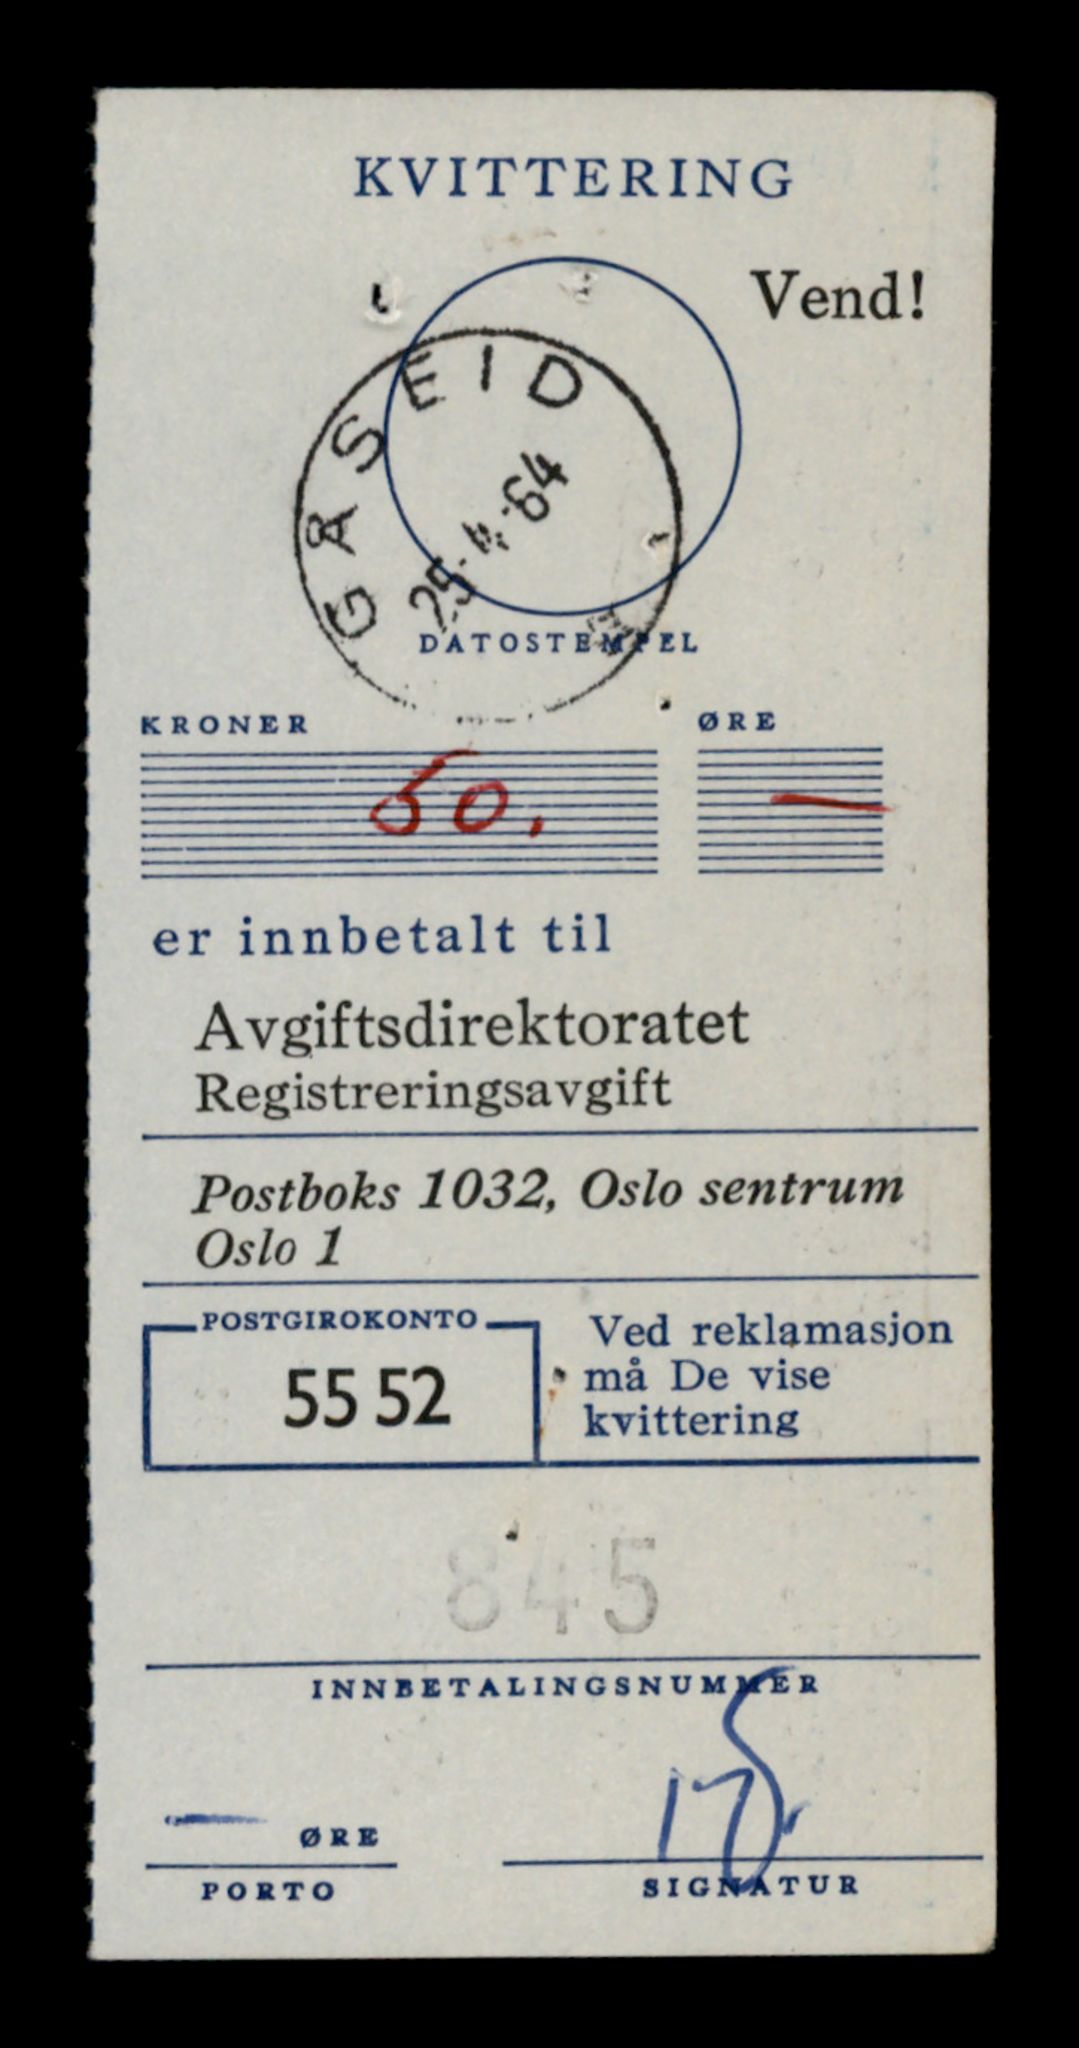 KVITTERING
Vend!
GÅSEID
25.4.64
DATOSTEMPEL
KRONER ØRE
50. —
er innbetalt til
Avgiftsdirektoratet
Registreringsavgift
Postboks 1032, Oslo sentrum
Oslo 1
POSTGIROKONTO
55 52
Ved reklamasjon
må De vise
kvittering
845
INNBETALINGSNUMMER
— ØRE
PORTO
SIGNATUR